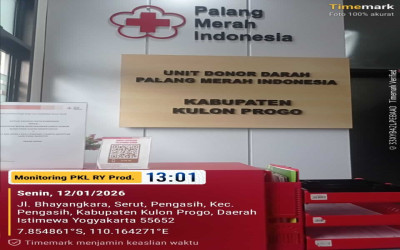 Timemark
Foto 100% akurat
Palang
Merah
Indonesia
UNIT DONOR DARAH
PALANG MERAH INDONESIA
KABUPATEN
KULON PROGO
Monitoring PKL RY Prod.
13:01
Senin, 12/01/2026
Jl. Bhayangkara, Serut, Pengasih, Kec.
Pengasih, Kabupaten Kulon Progo, Daerah
Istimewa Yogyakarta 55652
7.854861°S, 110.164271°E
Timemark menjamin keaslian waktu